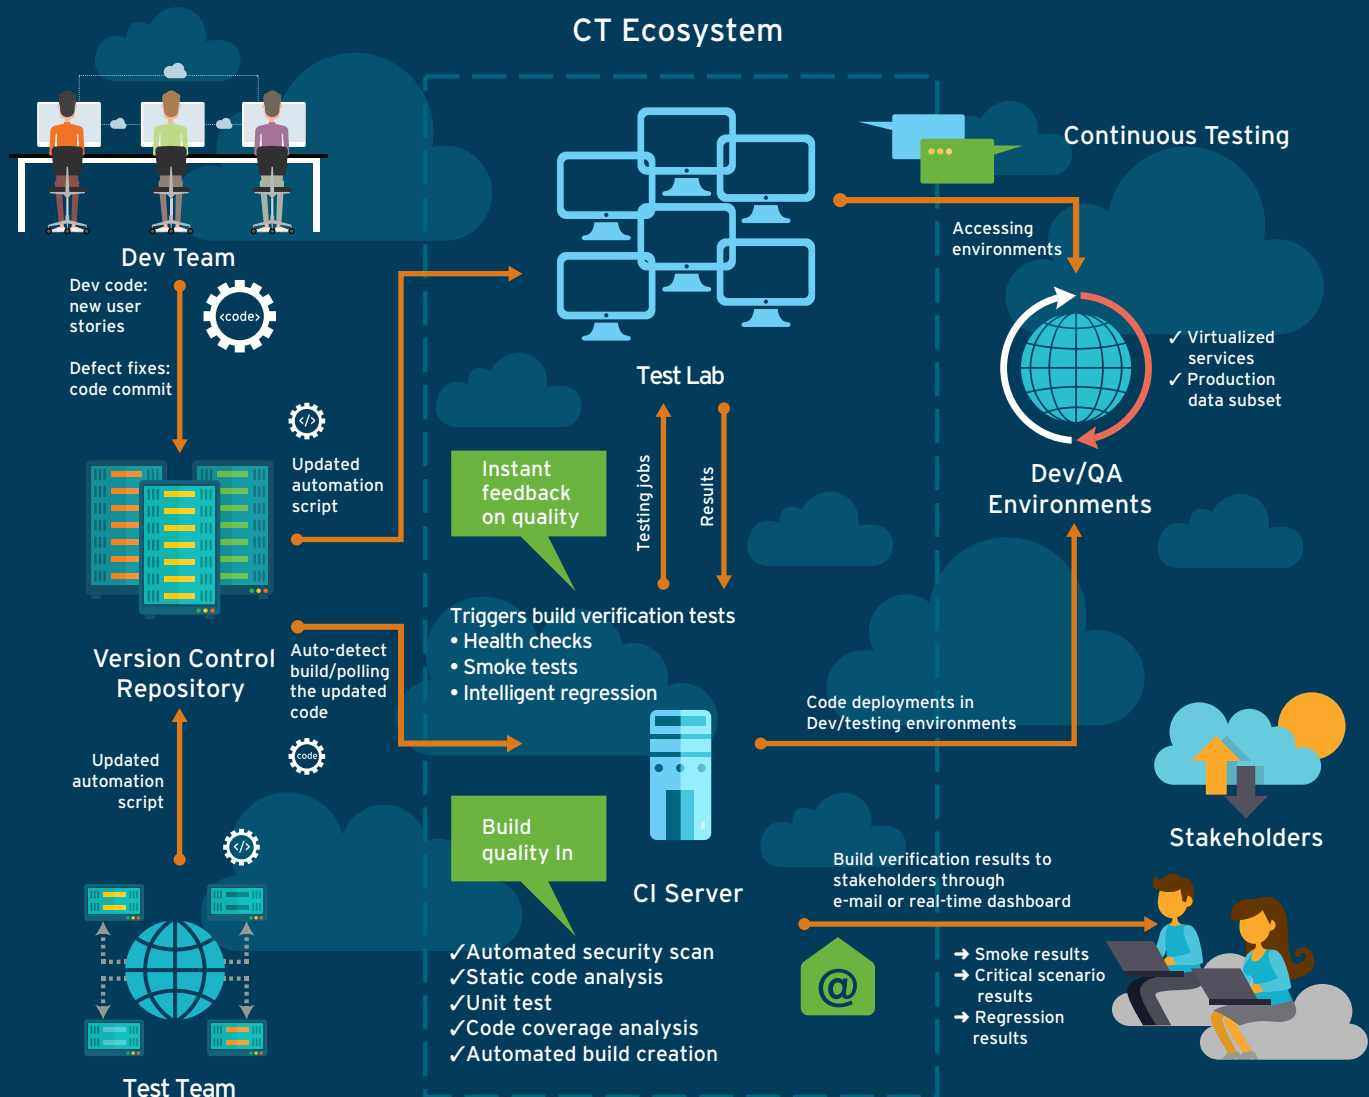 CT Ecosystem
Dev Team
Dev code:
new user
stories
<code>
Defect fixes:
code commit
</>
Updated
automation
script
Version Control
Repository
Auto-detect
build/polling
the updated
code
code
Updated
automation
script
</>
Test Team
Test Lab
Instant
feedback
on quality
Testing jobs
Results
Triggers build verification tests
• Health checks
• Smoke tests
• Intelligent regression
Build
quality In
CI Server
✓Automated security scan
✓Static code analysis
✓Unit test
✓Code coverage analysis
✓Automated build creation
Continuous Testing
Accessing
environments
✓ Virtualized
services
✓ Production
data subset
Dev/QA
Environments
Code deployments in
Dev/testing environments
Stakeholders
Build verification results to
stakeholders through
e-mail or real-time dashboard
@
➜ Smoke results
➜ Critical scenario
results
➜ Regression
results